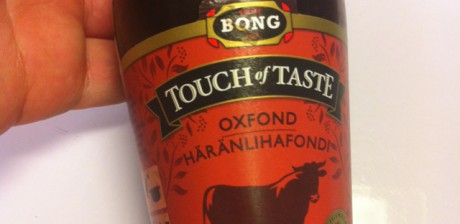 BONG
TOUCH of TASTE
OXFOND
HÄRÄNLIHAFONDI